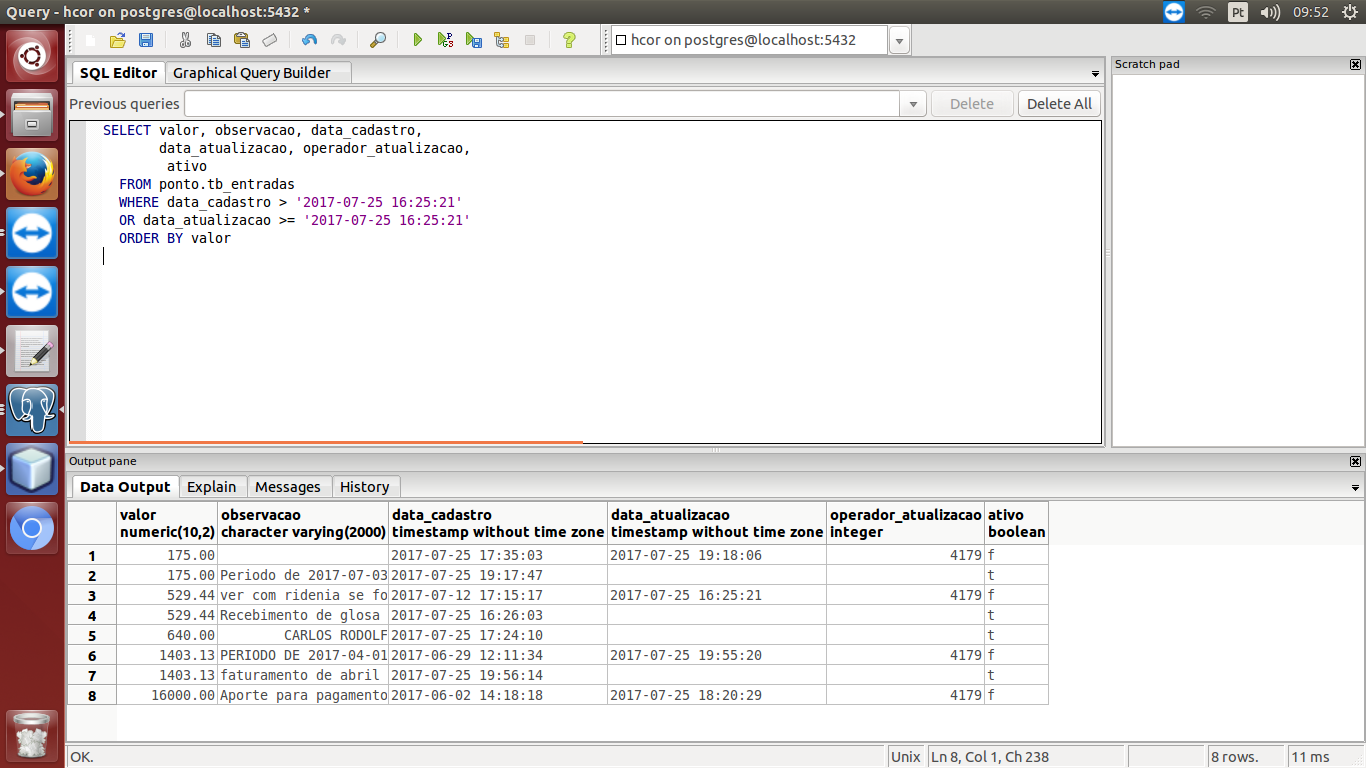 Query - hcor on postgres@localhost:5432 *
Pt
09:52
hcor on postgres@localhost:5432
SQL Editor
Graphical Query Builder
Previous queries
Delete
Delete All
SELECT valor, observacao, data_cadastro,
data_atualizacao, operador_atualizacao,
ativo
FROM ponto.tb_entradas
WHERE data_cadastro > '2017-07-25 16:25:21'
OR data_atualizacao >= '2017-07-25 16:25:21'
ORDER BY valor
Scratch pad
Output pane
Data Output
Explain
Messages
History
valor observacao data_cadastro data_atualizacao operador_atualizacao ativo
numeric(10,2) character varying(2000) timestamp without time zone timestamp without time zone integer boolean
1 175.00 2017-07-25 17:35:03 2017-07-25 19:18:06 4179 f
2 175.00 Periodo de 2017-07-03 2017-07-25 19:17:47 t
3 529.44 ver com ridenia se fo 2017-07-12 17:15:17 2017-07-25 16:25:21 4179 f
4 529.44 Recebimento de glosa 2017-07-25 16:26:03 t
5 640.00 CARLOS RODOLF 2017-07-25 17:24:10 t
6 1403.13 PERIODO DE 2017-04-01 2017-06-29 12:11:34 2017-07-25 19:55:20 4179 f
7 1403.13 faturamento de abril 2017-07-25 19:56:14 t
8 16000.00 Aporte para pagamento 2017-06-02 14:18:18 2017-07-25 18:20:29 4179 f
OK.
Unix
Ln 8, Col 1, Ch 238
8 rows.
11 ms